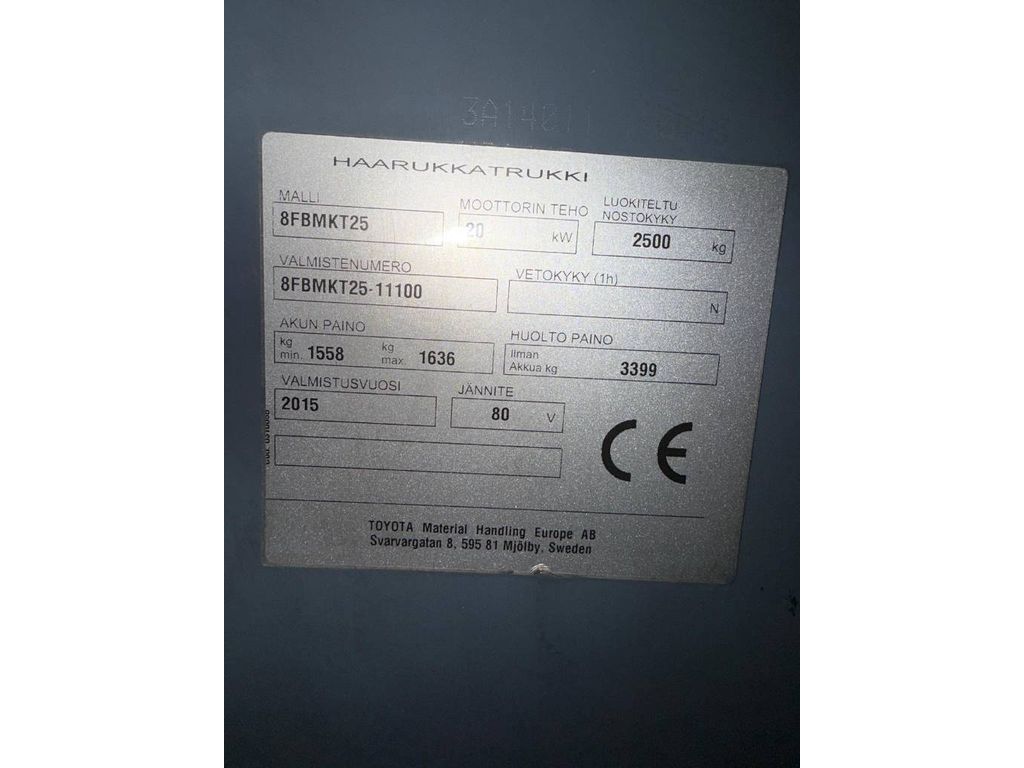 3A1401
HAARUKKATRUKKI
MALLI
8FBMKT25
MOOTTORIN TEHO
20 kW
LUOKITELTU
NOSTOKYKY
2500 kg
VALMISTENUMERO
8FBMKT25-11100
VETOKYKY (1h)
N
AKUN PAINO
kg min. 1558 kg max. 1636
HUOLTO PAINO
Ilman Akkua kg 3399
VALMISTUSVUOSI
2015
JÄNNITE
80 V
CE
TOYOTA Material Handling Europe AB
Svarvargatan 8, 595 81 Mjölby, Sweden